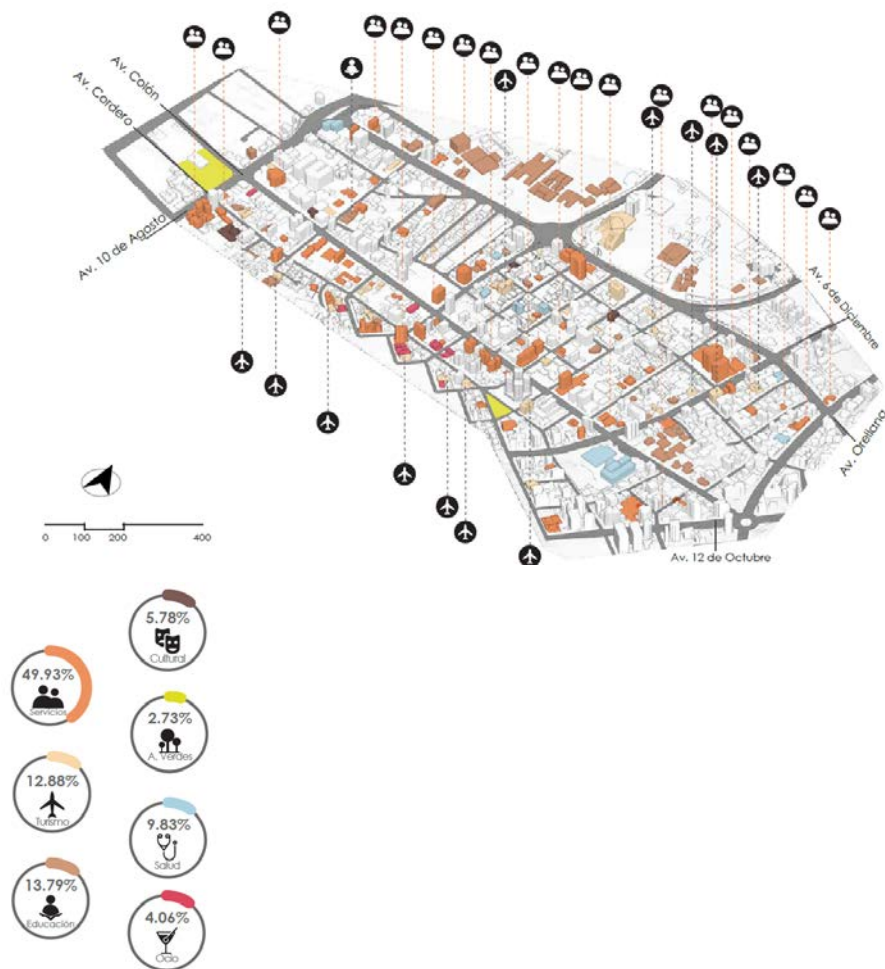 Av. Colón
Av. Cordero
Av. 10 de Agosto
Av. 6 de Diciembre
Av. Orellana
Av. 12 de Octubre
0 100 200 400
5.78%
Cultural
49.93%
Servicios
2.73%
A. Verdes
12.88%
Turismo
9.83%
Salud
13.79%
Educación
4.06%
Ocio